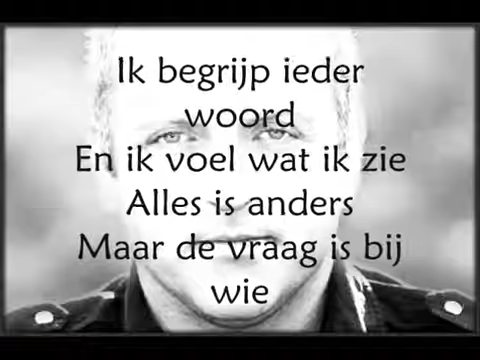 Ik begrijp ieder
woord
En ik voel wat ik zie
Alles is anders
Maar de vraag is bij
wie